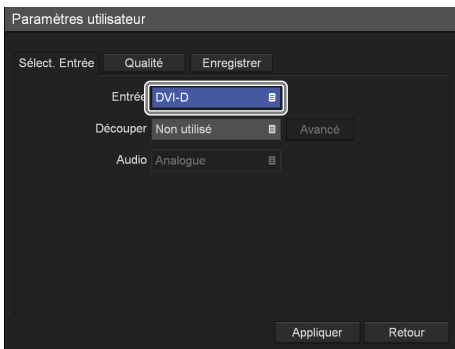 Paramètres utilisateur
Sélect. Entrée Qualité Enregistrer
Entrée DVI-D
Découper Non utilisé Avancé
Audio Analogue
Appliquer Retour